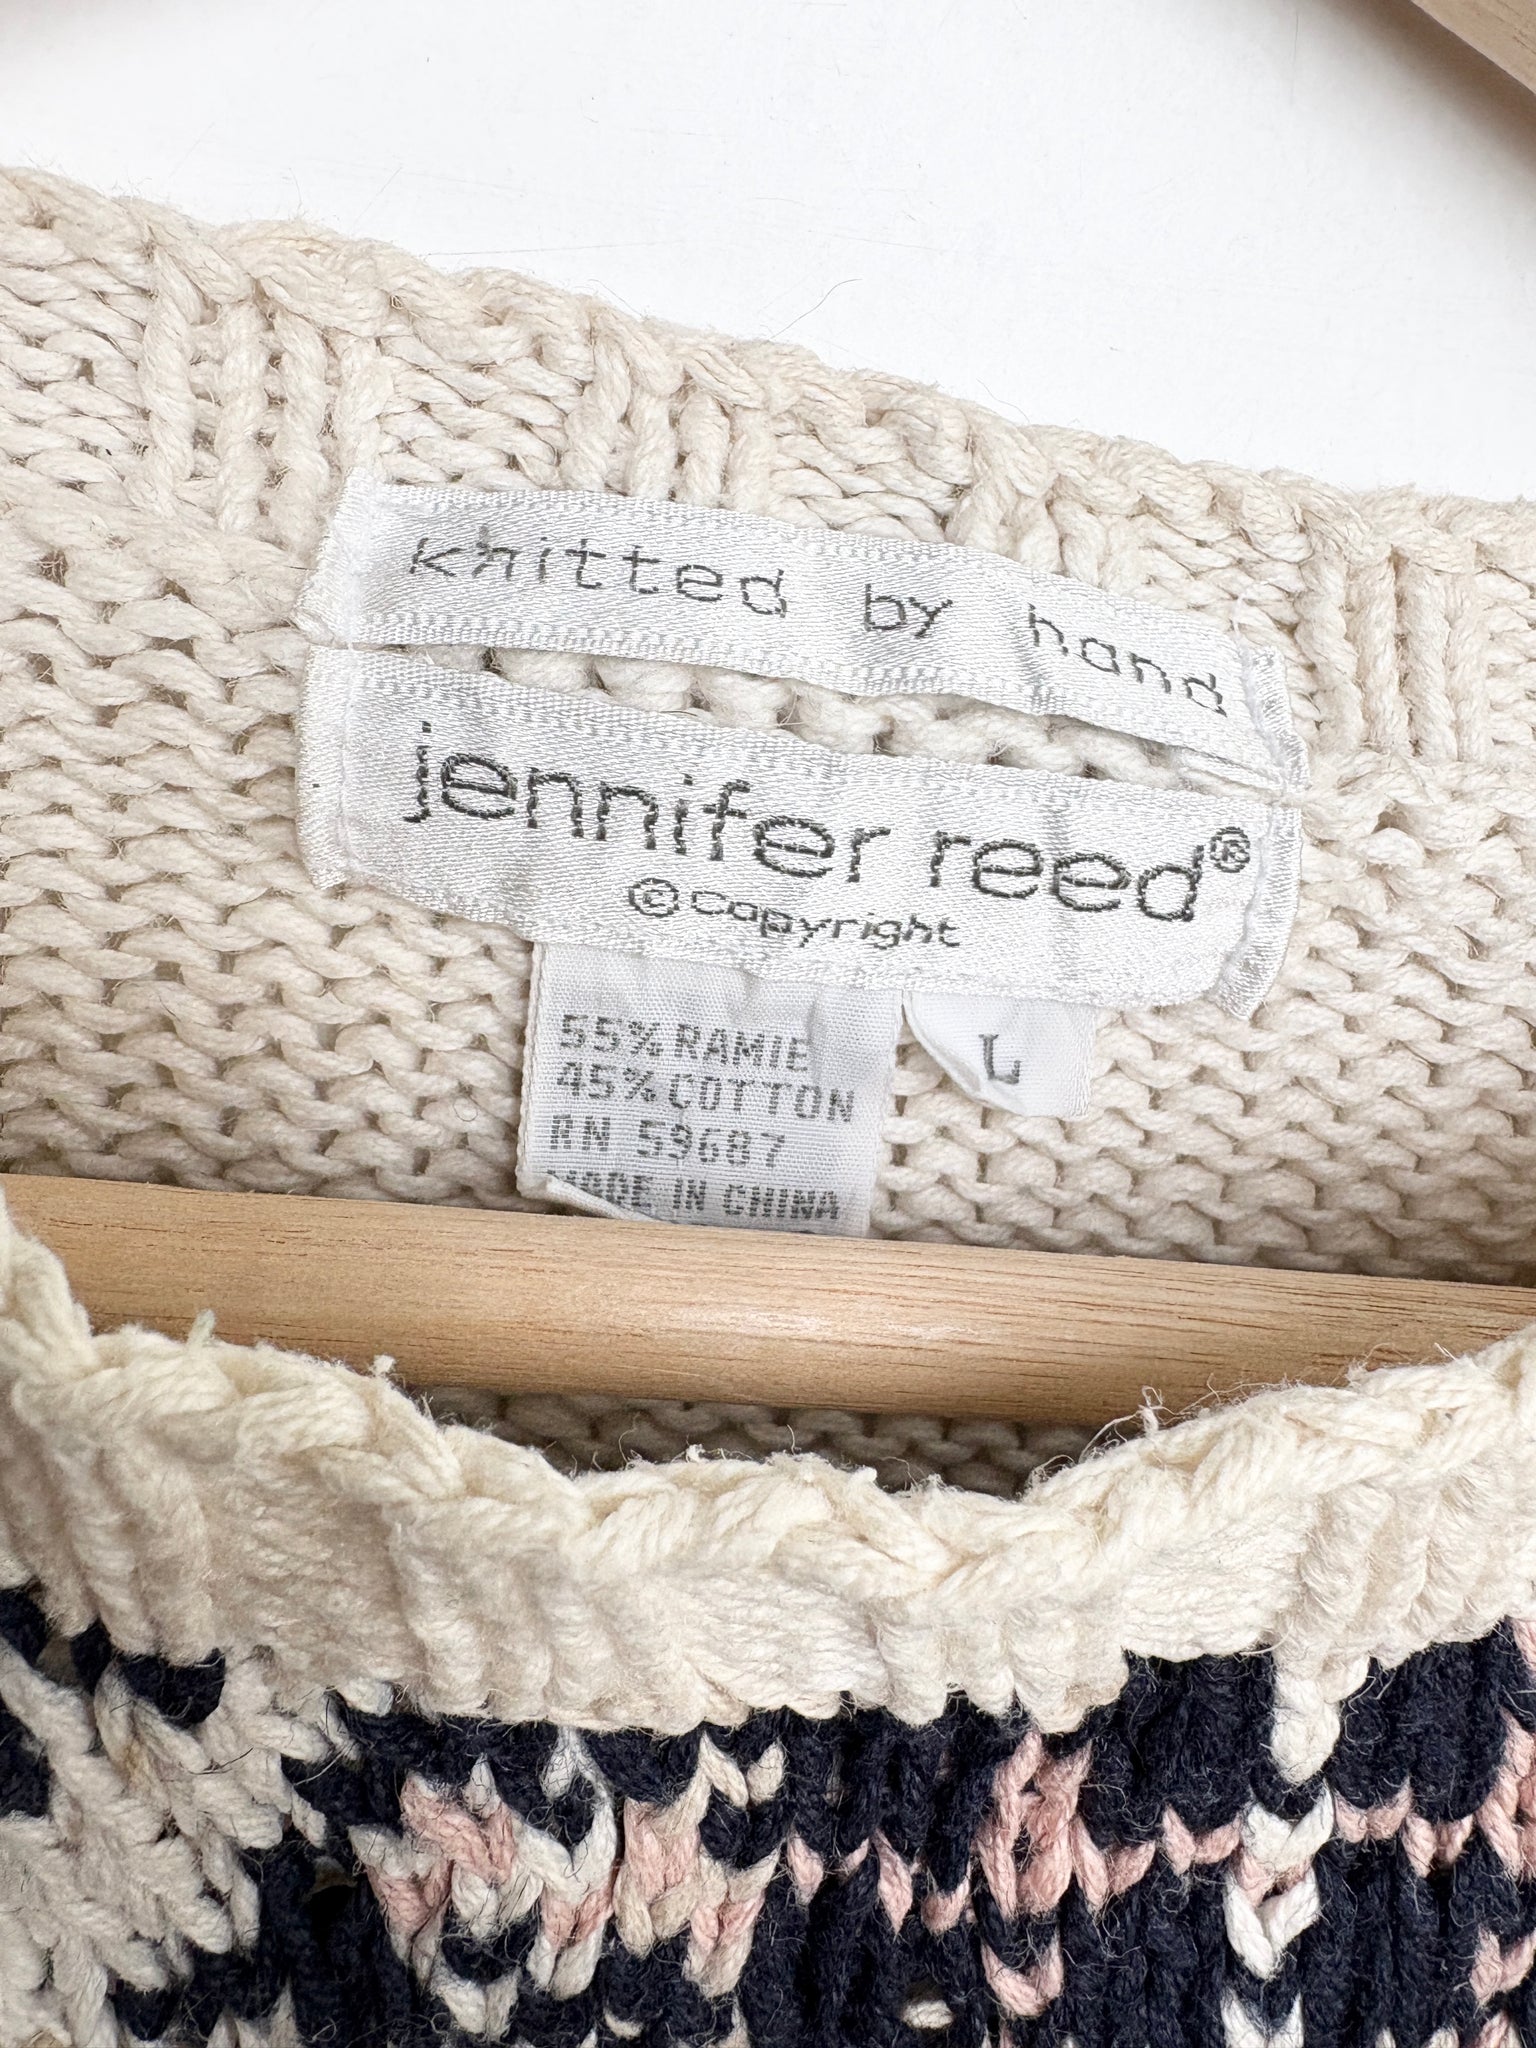 knitted by hand
jennifer reed®
© Copyright
55% RAMIE
45% COTTON
RN 59687
MADE IN CHINA
L